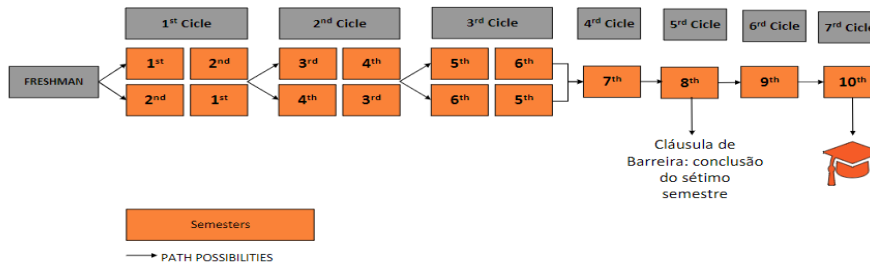 1st Cicle
2nd Cicle
3rd Cicle
4rd Cicle
5rd Cicle
6rd Cicle
7rd Cicle
FRESHMAN
1st
2nd
3rd
4th
5th
6th
2nd
1st
4th
3rd
6th
5th
7th
8th
9th
10th
Cláusula de
Barreira: conclusão
do sétimo
semestre
Semesters
PATH POSSIBILITIES